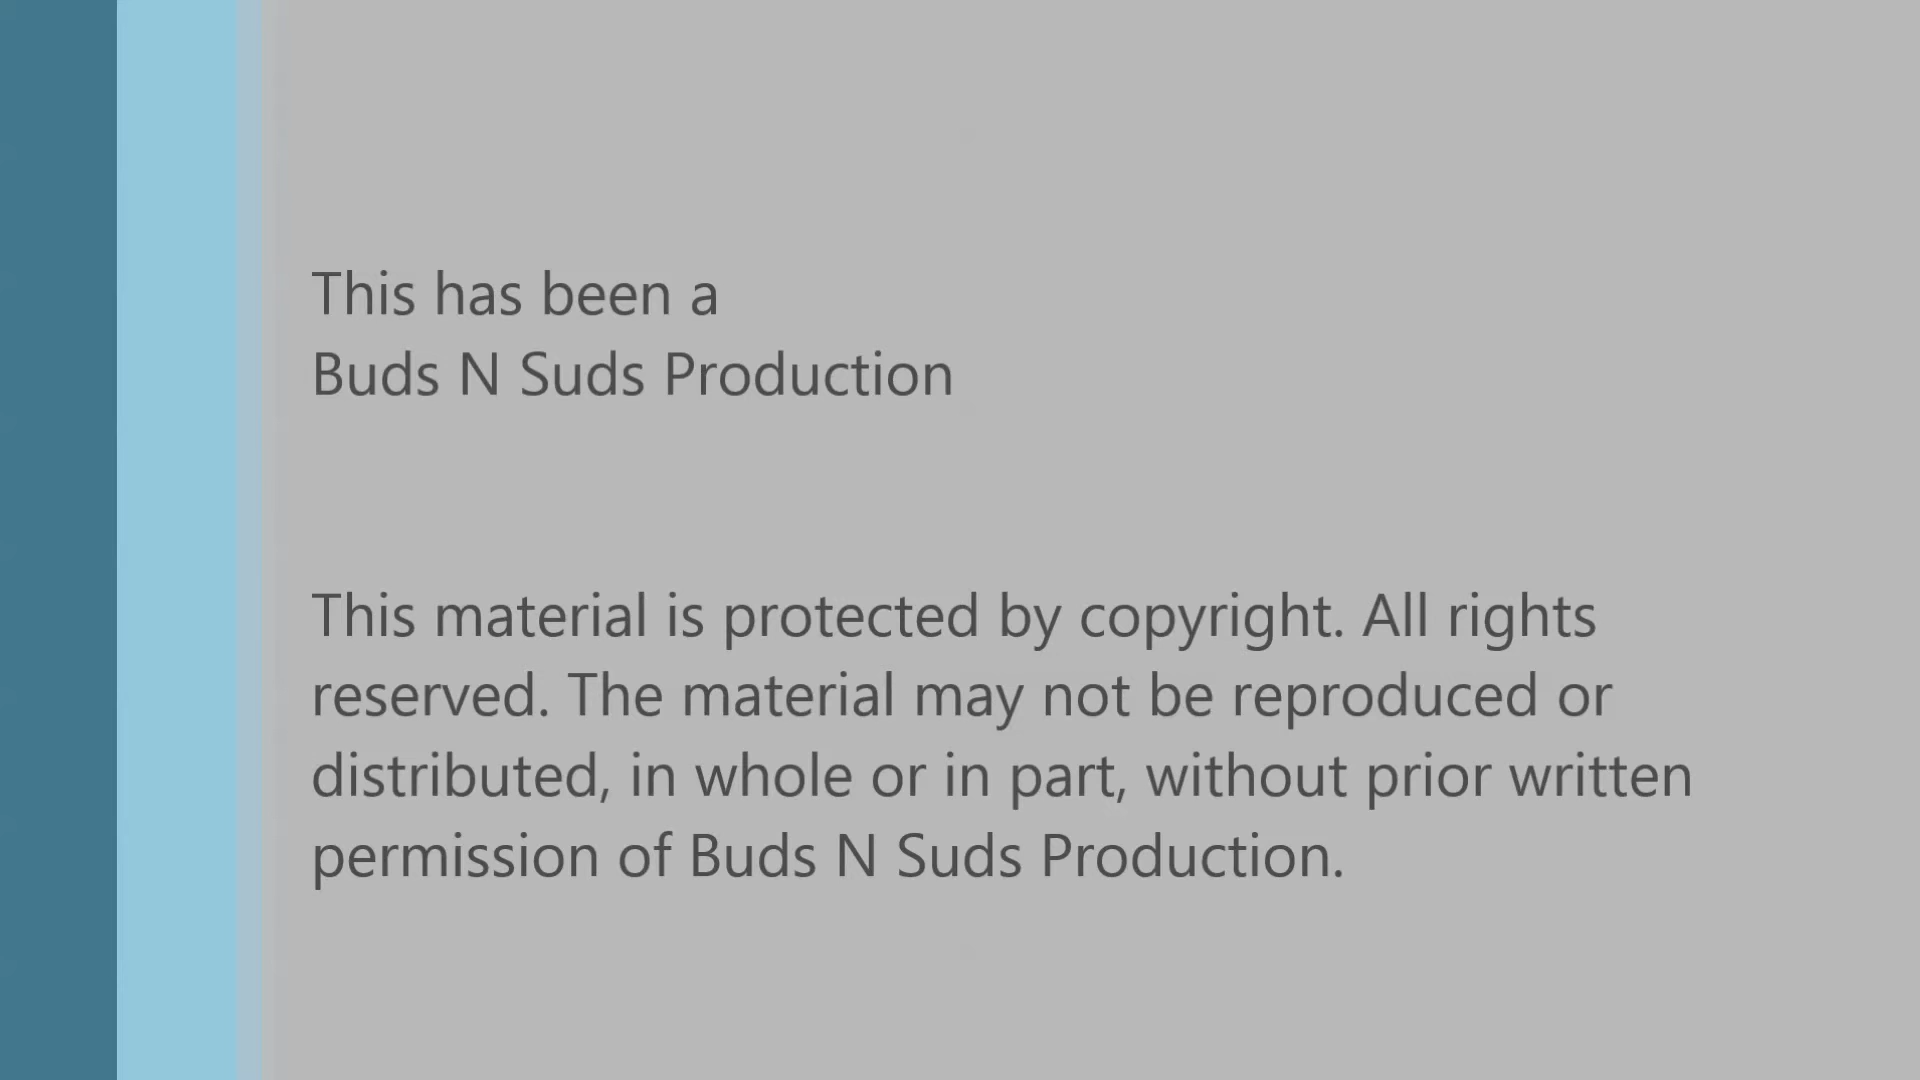 This has been a
Buds N Suds Production
This material is protected by copyright. All rights
reserved. The material may not be reproduced or
distributed, in whole or in part, without prior written
permission of Buds N Suds Production.